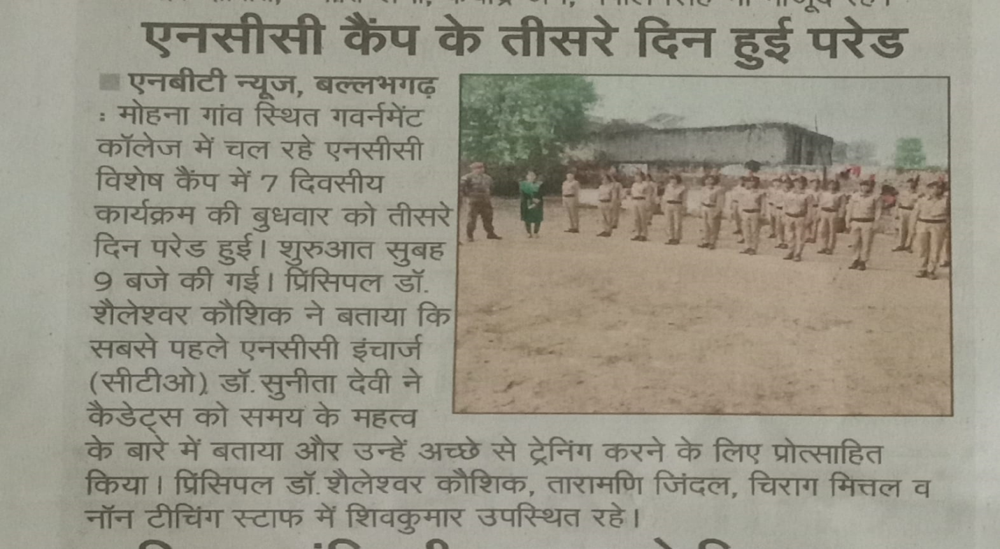 एनसीसी कैंप के तीसरे दिन हुई परेड
एनबीटी न्यूज, बल्लभगढ़
: मोहना गांव स्थित गवर्नमेंट
कॉलेज में चल रहे एनसीसी
विशेष कैंप में 7 दिवसीय
कार्यक्रम की बुधवार को तीसरे
दिन परेड हुई। शुरुआत सुबह
9 बजे की गई। प्रिंसिपल डॉ.
शैलेश्वर कौशिक ने बताया कि
सबसे पहले एनसीसी इंचार्ज
(सीटीओ) डॉ.सुनीता देवी ने
कैडेट्स को समय के महत्व
के बारे में बताया और उन्हें अच्छे से ट्रेनिंग करने के लिए प्रोत्साहित
किया। प्रिंसिपल डॉ.शैलेश्वर कौशिक, तारामणि जिंदल, चिराग मित्तल व
नॉन टीचिंग स्टाफ में शिवकुमार उपस्थित रहे।